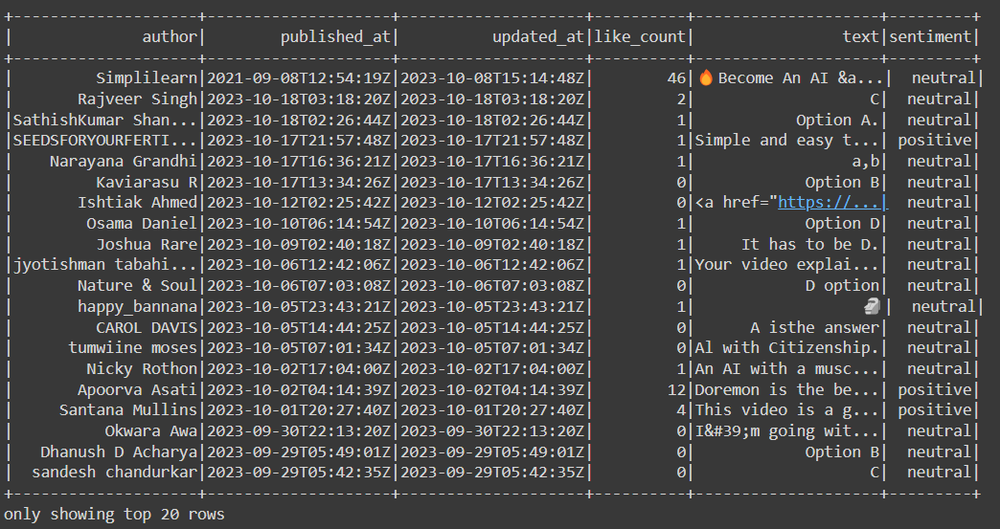 +--------------------+--------------------+--------------------+----------+--------------------+---------+
|              author|        published_at|          updated_at|like_count|                text|sentiment|
+--------------------+--------------------+--------------------+----------+--------------------+---------+
|         Simplilearn|2021-09-08T12:54:19Z|2023-10-08T15:14:48Z|        46|🔥Become An AI &a...|  neutral|
|       Rajveer Singh|2023-10-18T03:18:20Z|2023-10-18T03:18:20Z|         2|                   C|  neutral|
|SathishKumar Shan...|2023-10-18T02:26:44Z|2023-10-18T02:26:44Z|         1|           Option A.|  neutral|
|SEEDSFORYOURFERTI...|2023-10-17T21:57:48Z|2023-10-17T21:57:48Z|         1|Simple and easy t...| positive|
|    Narayana Grandhi|2023-10-17T16:36:21Z|2023-10-17T16:36:21Z|         1|                 a,b|  neutral|
|         Kaviarasu R|2023-10-17T13:34:26Z|2023-10-17T13:34:26Z|         0|            Option B|  neutral|
|       Ishtiak Ahmed|2023-10-12T02:25:42Z|2023-10-12T02:25:42Z|         0|<a href="https://...|  neutral|
|        Osama Daniel|2023-10-10T06:14:54Z|2023-10-10T06:14:54Z|         1|            Option D|  neutral|
|         Joshua Rare|2023-10-09T02:40:18Z|2023-10-09T02:40:18Z|         1|     It has to be D.|  neutral|
|jyotishman tabahi...|2023-10-06T12:42:06Z|2023-10-06T12:42:06Z|         1|Your video explai...|  neutral|
|       Nature & Soul|2023-10-06T07:03:08Z|2023-10-06T07:03:08Z|         0|            D option|  neutral|
|       happy_bannana|2023-10-05T23:43:21Z|2023-10-05T23:43:21Z|         1|                  🗿|  neutral|
|         CAROL DAVIS|2023-10-05T14:44:25Z|2023-10-05T14:44:25Z|         0|      A isthe answer|  neutral|
|      tumwiine moses|2023-10-05T07:01:34Z|2023-10-05T07:01:34Z|         0|Al with Citizenship.|  neutral|
|        Nicky Rothon|2023-10-02T17:04:00Z|2023-10-02T17:04:00Z|         1|An AI with a musc...|  neutral|
|       Apoorva Asati|2023-10-02T04:14:39Z|2023-10-02T04:14:39Z|        12|Doremon is the be...| positive|
|     Santana Mullins|2023-10-01T20:27:40Z|2023-10-01T20:27:40Z|         4|This video is a g...| positive|
|          Okwara Awa|2023-09-30T22:13:20Z|2023-09-30T22:13:20Z|         0|I&#39;m going wit...|  neutral|
|   Dhanush D Acharya|2023-09-29T05:49:01Z|2023-09-29T05:49:01Z|         0|            Option B|  neutral|
|  sandesh chandurkar|2023-09-29T05:42:35Z|2023-09-29T05:42:35Z|         0|                   C|  neutral|
+--------------------+--------------------+--------------------+----------+--------------------+---------+
only showing top 20 rows